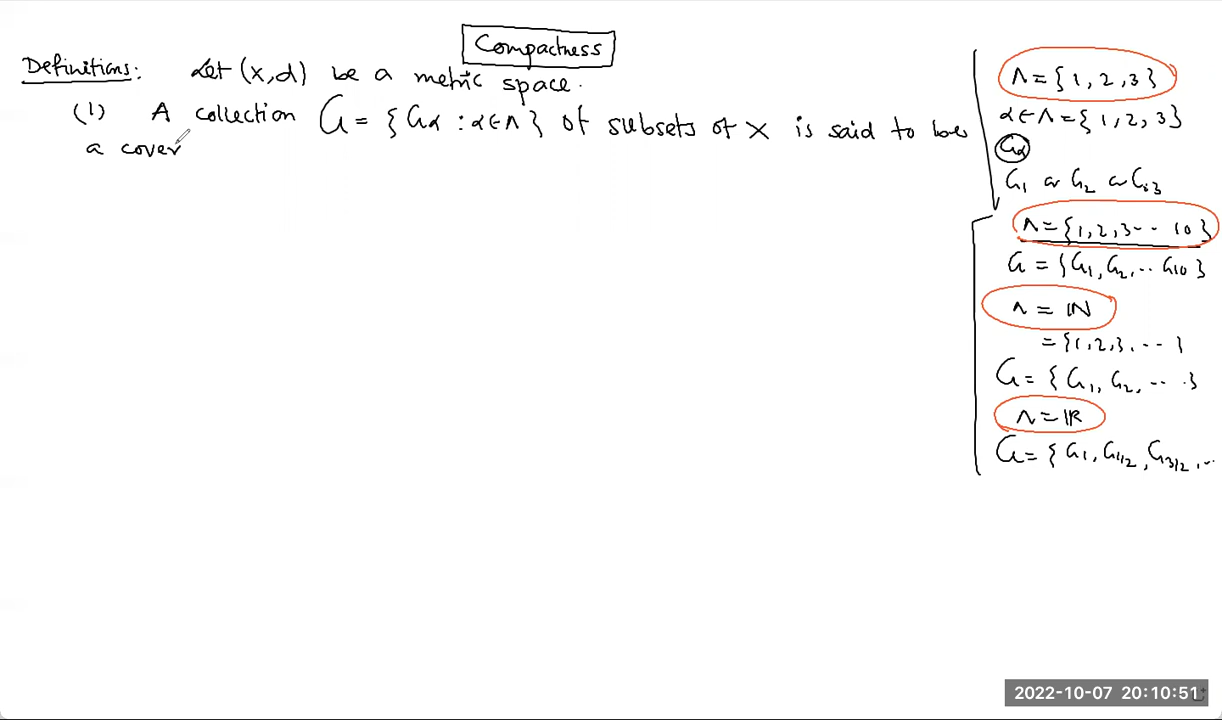 Compactness
Definitions: Let (X,d) be a metric space.
(1) A collection G = { Gα : α∈Λ } of subsets of X is said to be
a cover
Λ = { 1, 2, 3 }
α∈Λ = { 1, 2, 3 }
Gα
G1 or G2 or G3
Λ = {1, 2, 3 -- 10 }
G = {G1, G2, .. G10 }
Λ = ℕ
= {1, 2, 3, -- }
G = { G1, G2, -- . }
Λ = ℝ
G = { G1, G1/2, G3/2, ..
2022-10-07 20:10:51